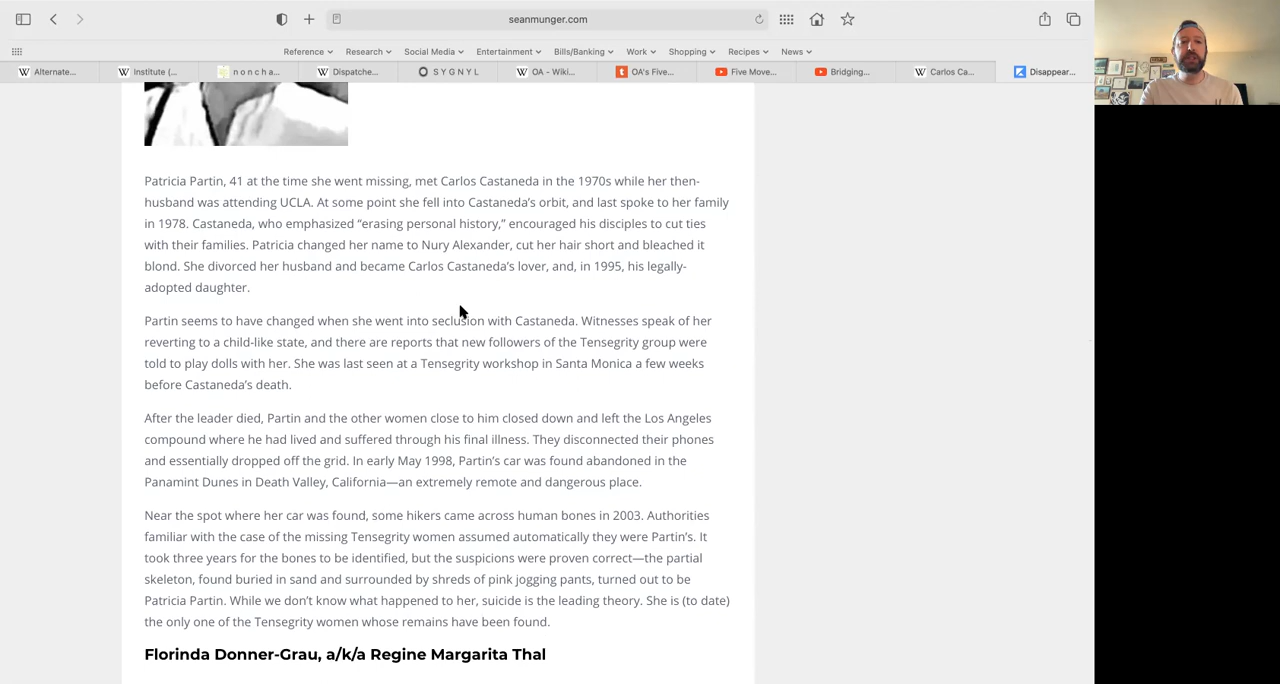 seanmunger.com
Reference Research Social Media Entertainment Bills/Banking Work Shopping Recipes News
W Alternate... W Institute (... n o n c h a ... W Dispatche... S Y G N Y L W OA - Wiki... t OA's Five... Five Move... Bridging... W Carlos Ca... Disappear...
Patricia Partin, 41 at the time she went missing, met Carlos Castaneda in the 1970s while her then-
husband was attending UCLA. At some point she fell into Castaneda's orbit, and last spoke to her family
in 1978. Castaneda, who emphasized “erasing personal history,” encouraged his disciples to cut ties
with their families. Patricia changed her name to Nury Alexander, cut her hair short and bleached it
blond. She divorced her husband and became Carlos Castaneda's lover, and, in 1995, his legally-
adopted daughter.
Partin seems to have changed when she went into seclusion with Castaneda. Witnesses speak of her
reverting to a child-like state, and there are reports that new followers of the Tensegrity group were
told to play dolls with her. She was last seen at a Tensegrity workshop in Santa Monica a few weeks
before Castaneda's death.
After the leader died, Partin and the other women close to him closed down and left the Los Angeles
compound where he had lived and suffered through his final illness. They disconnected their phones
and essentially dropped off the grid. In early May 1998, Partin's car was found abandoned in the
Panamint Dunes in Death Valley, California—an extremely remote and dangerous place.
Near the spot where her car was found, some hikers came across human bones in 2003. Authorities
familiar with the case of the missing Tensegrity women assumed automatically they were Partin's. It
took three years for the bones to be identified, but the suspicions were proven correct—the partial
skeleton, found buried in sand and surrounded by shreds of pink jogging pants, turned out to be
Patricia Partin. While we don't know what happened to her, suicide is the leading theory. She is (to date)
the only one of the Tensegrity women whose remains have been found.
Florinda Donner-Grau, a/k/a Regine Margarita Thal